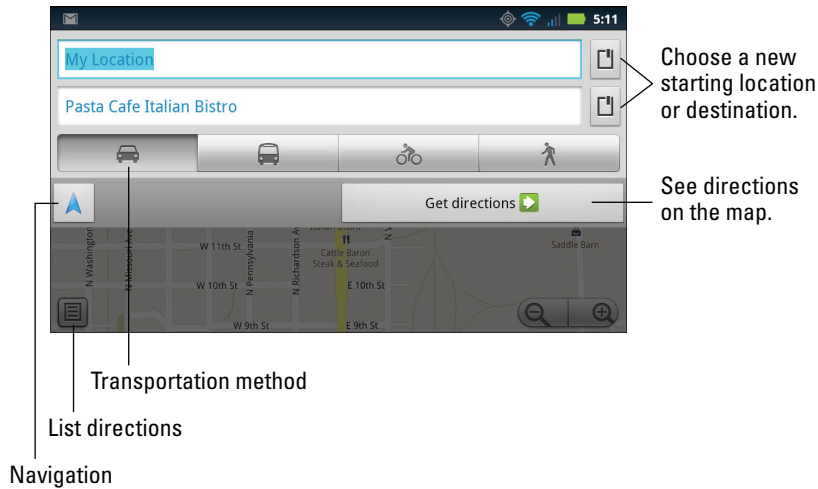 5:11
My Location
Pasta Cafe Italian Bistro
Choose a new
starting location
or destination.
Get directions
See directions
on the map.
N Washington
N Missouri Ave
W 11th St
N Pennsylvania
N Richardson A
Italian Bistro
N V
Cattle Baron
Steak & Seafood
Saddle Barn
W 10th St
E 10th St
W 9th St
E 9th St
Transportation method
List directions
Navigation